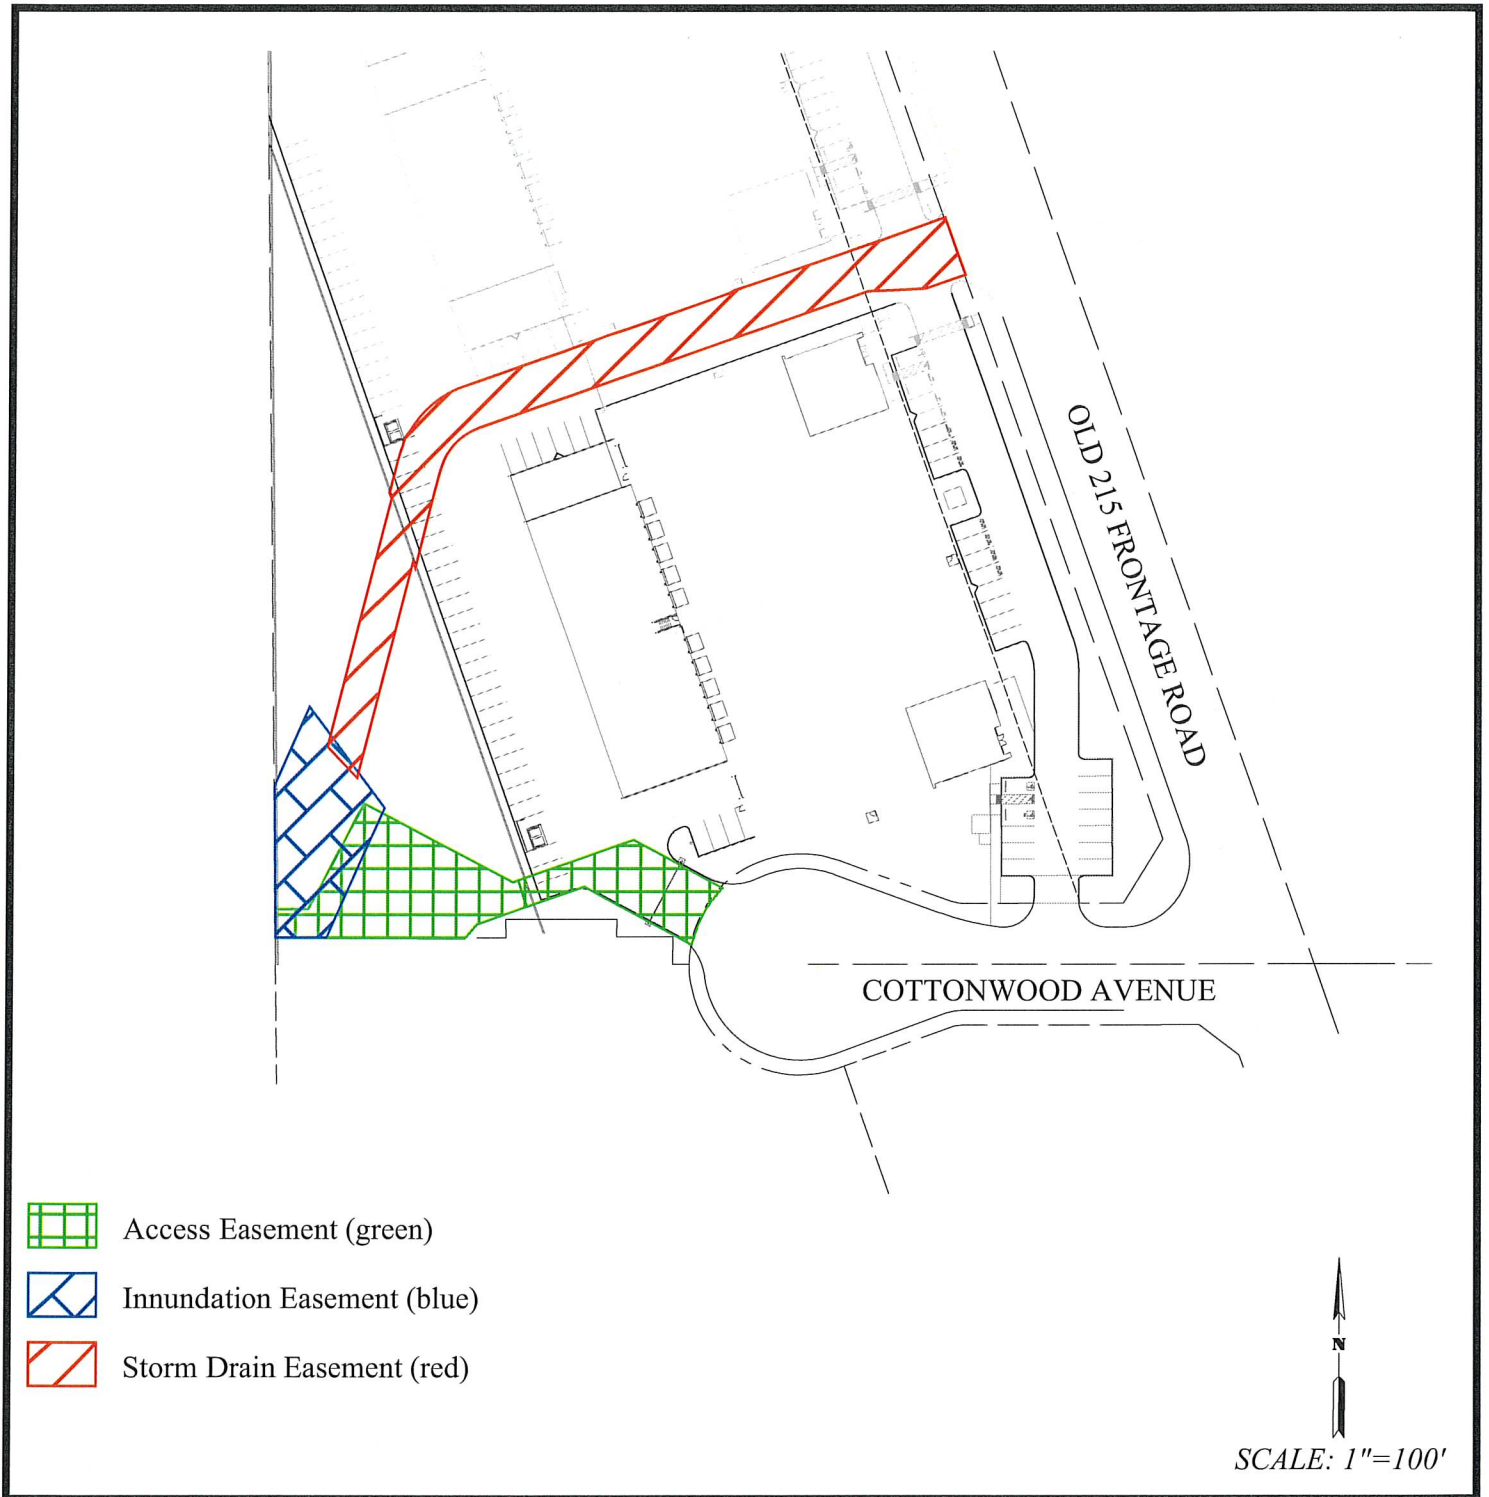 OLD 215 FRONTAGE ROAD
COTTONWOOD AVENUE
Access Easement (green)
Innundation Easement (blue)
Storm Drain Easement (red)
N
SCALE: 1"=100'